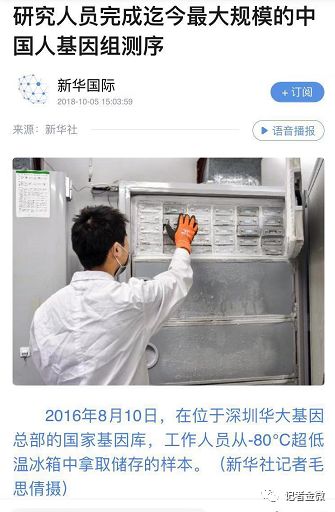 研究人员完成迄今最大规模的中
国人基因组测序
新华国际
2018-10-05 15:03:59
+ 订阅
来源：新华社
语音播报
2016年8月10日，在位于深圳华大基因
总部的国家基因库，工作人员从-80°C超低
温冰箱中拿取储存的样本。（新华社记者毛
思倩摄）
记者金微